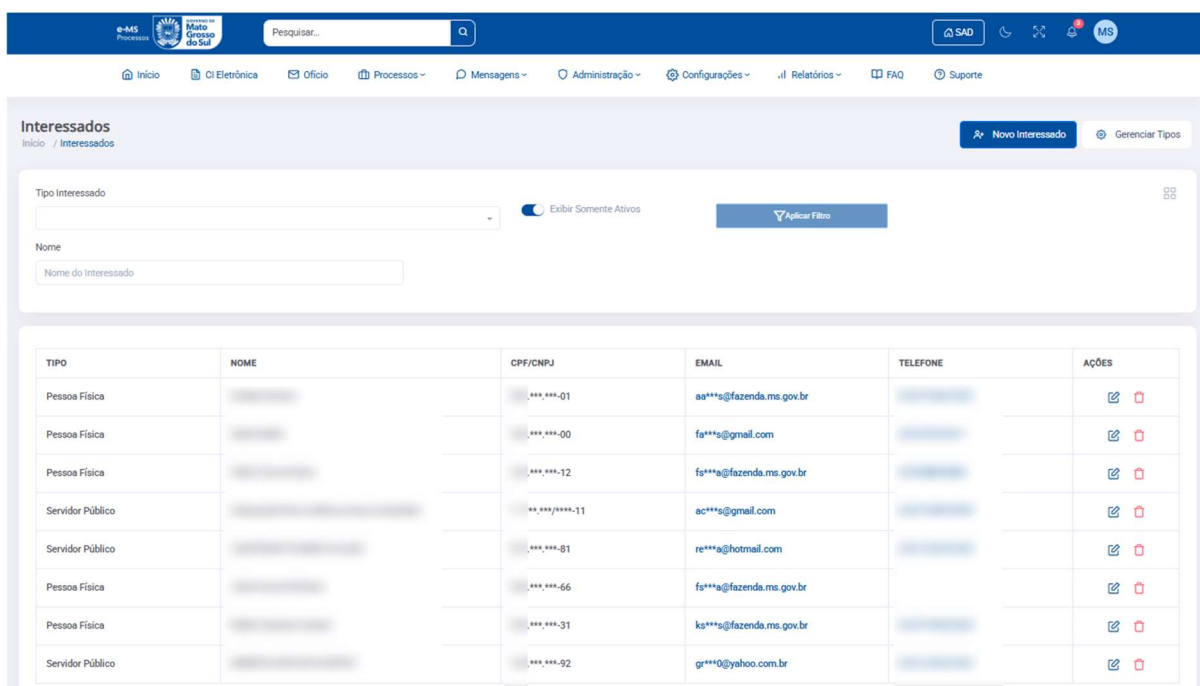 e-MS
Processos
GOVERNO DE
Mato
Grosso
do Sul
Pesquisar...
SAD
3
MS
Início
CI Eletrônica
Ofício
Processos
Mensagens
Administração
Configurações
Relatórios
FAQ
Suporte
Interessados
Início / Interessados
Novo Interessado
Gerenciar Tipos
Tipo Interessado
Exibir Somente Ativos
Aplicar Filtro
Nome
Nome do Interessado
TIPO NOME CPF/CNPJ EMAIL TELEFONE AÇÕES
Pessoa Física .***.***-01 aa***s@fazenda.ms.gov.br
Pessoa Física .***.***-00 fa***s@gmail.com
Pessoa Física .***.***-12 fs***a@fazenda.ms.gov.br
Servidor Público **.***/****-11 ac***s@gmail.com
Servidor Público .***.***-81 re***a@hotmail.com
Pessoa Física .***.***-66 fs***a@fazenda.ms.gov.br
Pessoa Física .***.***-31 ks***s@fazenda.ms.gov.br
Servidor Público .***.***-92 gr***0@yahoo.com.br